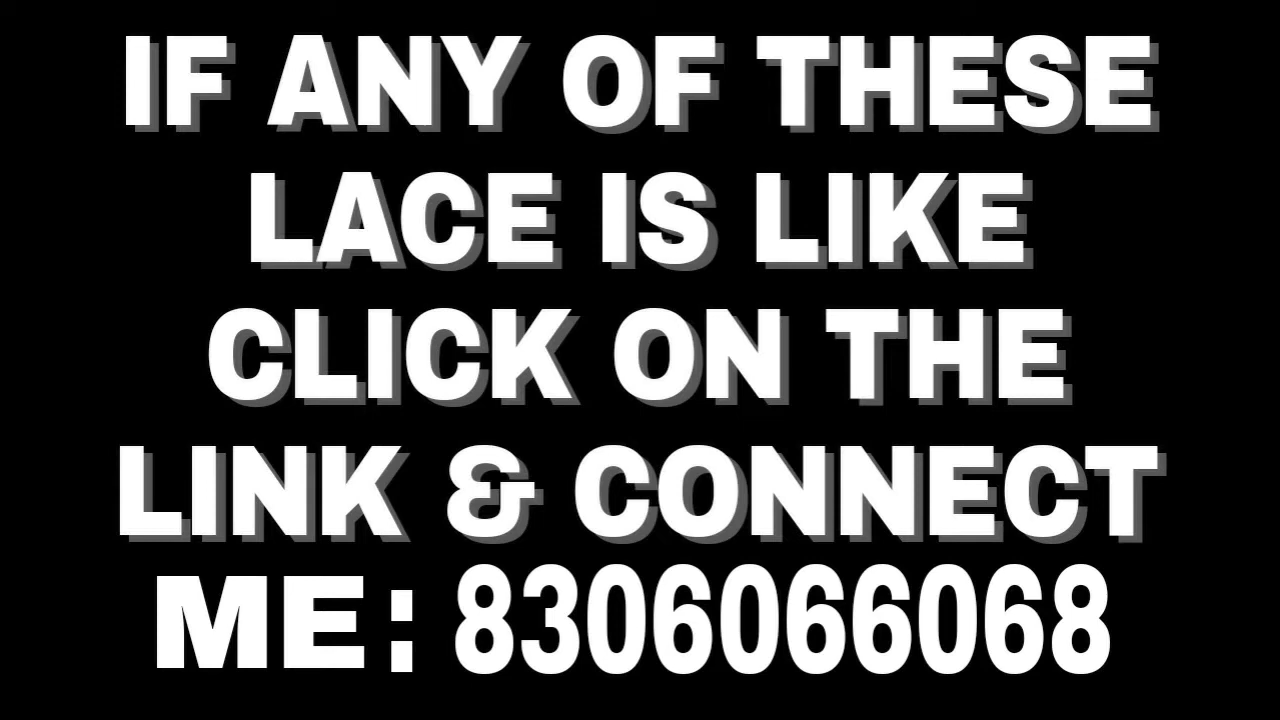 IF ANY OF THESE
LACE IS LIKE
CLICK ON THE
LINK & CONNECT
ME: 8306066068